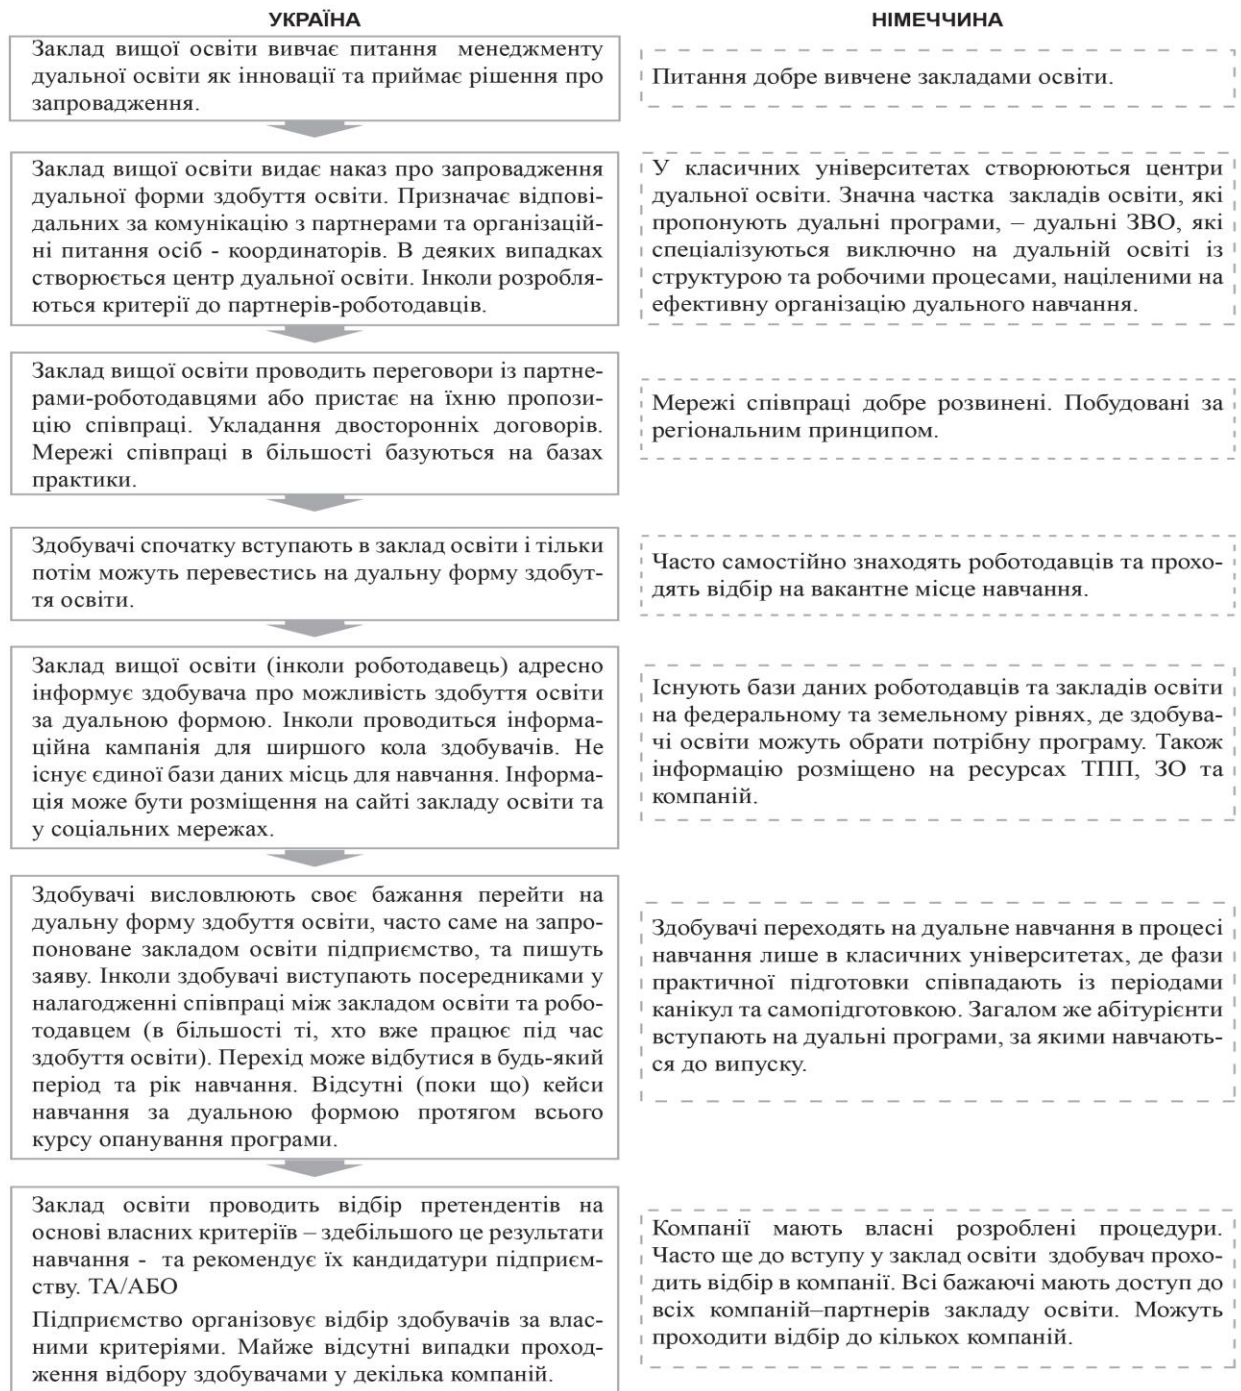 УКРАЇНА
НІМЕЧЧИНА
Заклад вищої освіти вивчає питання менеджменту
дуальної освіти як інновації та приймає рішення про
запровадження.
Питання добре вивчене закладами освіти.
Заклад вищої освіти видає наказ про запровадження
дуальної форми здобуття освіти. Призначає відпові-
дальних за комунікацію з партнерами та організацій-
ні питання осіб - координаторів. В деяких випадках
створюється центр дуальної освіти. Інколи розробля-
ються критерії до партнерів-роботодавців.
У класичних університетах створюються центри
дуальної освіти. Значна частка закладів освіти, які
пропонують дуальні програми, – дуальні ЗВО, які
спеціалізуються виключно на дуальній освіті із
структурою та робочими процесами, націленими на
ефективну організацію дуального навчання.
Заклад вищої освіти проводить переговори із партне-
рами-роботодавцями або пристає на їхню пропози-
цію співпраці. Укладання двосторонніх договорів.
Мережі співпраці в більшості базуються на базах
практики.
Мережі співпраці добре розвинені. Побудовані за
регіональним принципом.
Здобувачі спочатку вступають в заклад освіти і тільки
потім можуть перевестись на дуальну форму здобут-
тя освіти.
Часто самостійно знаходять роботодавців та прохо-
дять відбір на вакантне місце навчання.
Заклад вищої освіти (інколи роботодавець) адресно
інформує здобувача про можливість здобуття освіти
за дуальною формою. Інколи проводиться інформа-
ційна кампанія для ширшого кола здобувачів. Не
існує єдиної бази даних місць для навчання. Інформа-
ція може бути розміщення на сайті закладу освіти та
у соціальних мережах.
Існують бази даних роботодавців та закладів освіти
на федеральному та земельному рівнях, де здобува-
чі освіти можуть обрати потрібну програму. Також
інформацію розміщено на ресурсах ТПП, ЗО та
компаній.
Здобувачі висловлюють своє бажання перейти на
дуальну форму здобуття освіти, часто саме на запро-
поноване закладом освіти підприємство, та пишуть
заяву. Інколи здобувачі виступають посередниками у
налагодженні співпраці між закладом освіти та робо-
тодавцем (в більшості ті, хто вже працює під час
здобуття освіти). Перехід може відбутися в будь-який
період та рік навчання. Відсутні (поки що) кейси
навчання за дуальною формою протягом всього
курсу опанування програми.
Здобувачі переходять на дуальне навчання в процесі
навчання лише в класичних університетах, де фази
практичної підготовки співпадають із періодами
канікул та самопідготовкою. Загалом же абітурієнти
вступають на дуальні програми, за якими навчають-
ся до випуску.
Заклад освіти проводить відбір претендентів на
основі власних критеріїв – здебільшого це результати
навчання - та рекомендує їх кандидатури підприєм-
ству. ТА/АБО
Підприємство організовує відбір здобувачів за влас-
ними критеріями. Майже відсутні випадки проход-
ження відбору здобувачами у декілька компаній.
Компанії мають власні розроблені процедури.
Часто ще до вступу у заклад освіти здобувач прохо-
дить відбір в компанії. Всі бажаючі мають доступ до
всіх компаній–партнерів закладу освіти. Можуть
проходити відбір до кількох компаній.